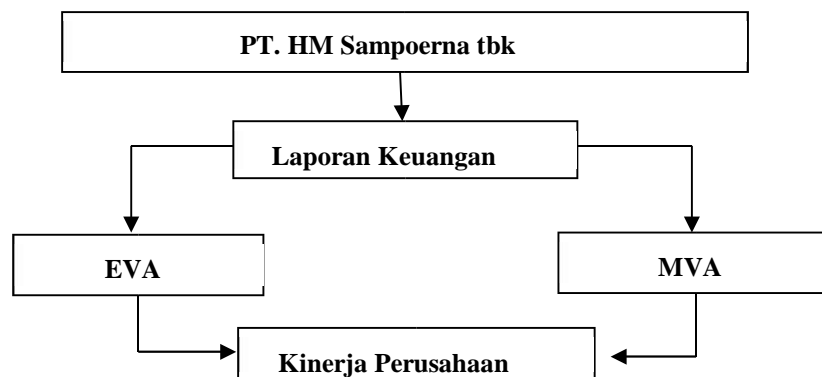 PT. HM Sampoerna tbk
Laporan Keuangan
EVA
MVA
Kinerja Perusahaan